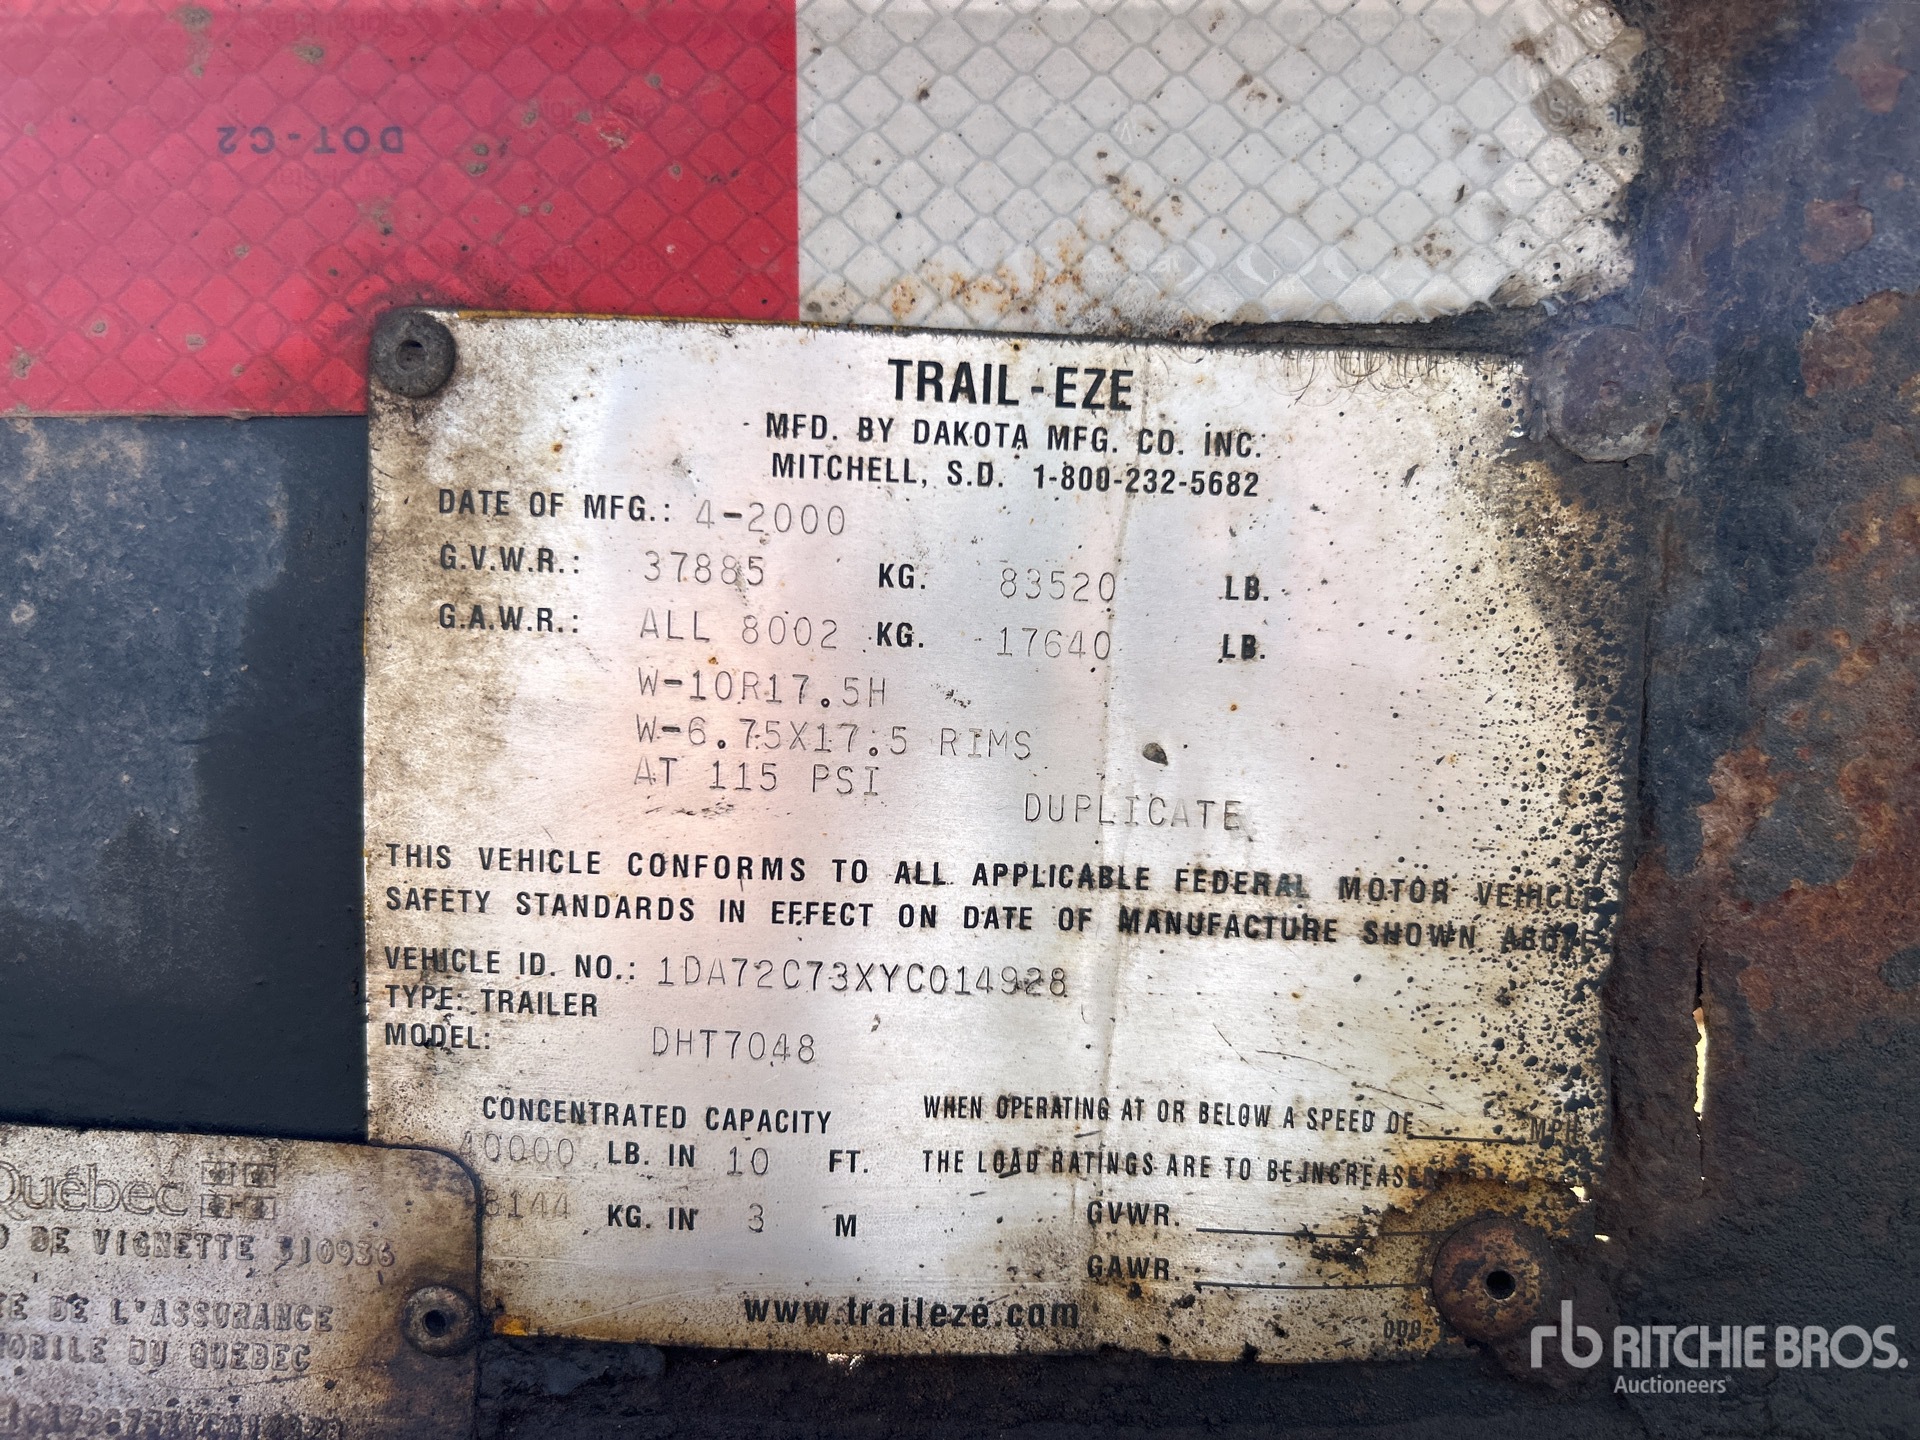 DOT-C2
TRAIL-EZE
MFD. BY DAKOTA MFG. CO. INC.
MITCHELL, S.D. 1-800-232-5682
DATE OF MFG.: 4-2000
G.V.W.R.: 37885 KG. 83520 LB.
G.A.W.R.: ALL 8002 KG. 17640 LB.
W-10R17.5H
W-6.75X17.5 RIMS
AT 115 PSI
DUPLICATE
THIS VEHICLE CONFORMS TO ALL APPLICABLE FEDERAL MOTOR VEHICLE
SAFETY STANDARDS IN EFFECT ON DATE OF MANUFACTURE SHOWN ABOVE
VEHICLE ID. NO.: 1DA72C73XYC014928
TYPE: TRAILER
MODEL: DHT7048
CONCENTRATED CAPACITY
40000 LB. IN 10 FT.
8144 KG. IN 3 M
WHEN OPERATING AT OR BELOW A SPEED OF MPH
THE LOAD RATINGS ARE TO BE INCREASED
GVWR.
GAWR.
www.traileze.com
Québec
DE VIGNETTE 310936
DE L'ASSURANCE
DU QUEBEC
RITCHIE BROS.
Auctioneers